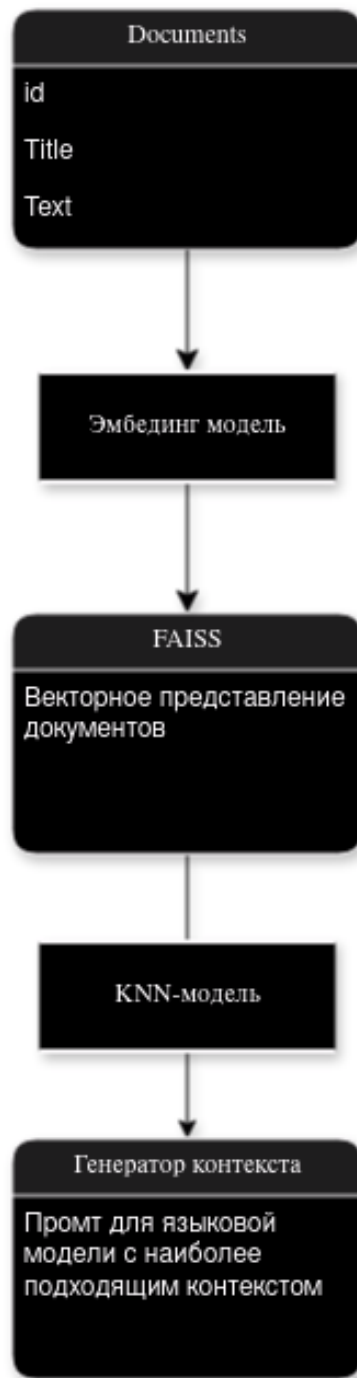 Documents
id
Title
Text
Эмбединг модель
FAISS
Векторное представление
документов
KNN-модель
Генератор контекста
Промт для языковой
модели с наиболее
подходящим контекстом